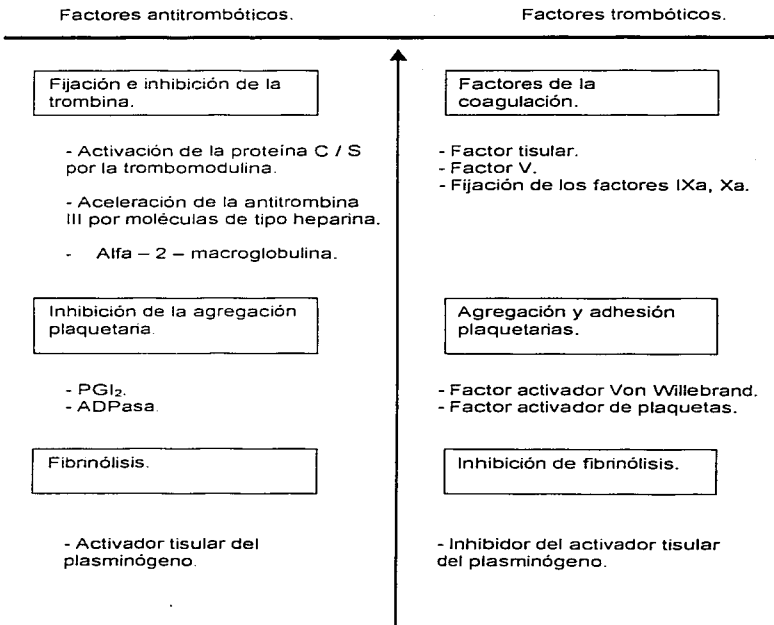 Factores antitrombóticos.
Factores trombóticos.
Fijación e inhibición de la
trombina.
- Activación de la proteína C / S
por la trombomodulina.
- Aceleración de la antitrombina
III por moléculas de tipo heparina.
- Alfa – 2 – macroglobulina.
Factores de la
coagulación.
- Factor tisular.
- Factor V.
- Fijación de los factores IXa, Xa.
Inhibición de la agregación
plaquetaria.
- PGI₂.
- ADPasa.
Agregación y adhesión
plaquetarias.
- Factor activador Von Willebrand.
- Factor activador de plaquetas.
Fibrinólisis.
- Activador tisular del
plasminógeno.
Inhibición de fibrinólisis.
- Inhibidor del activador tisular
del plasminógeno.